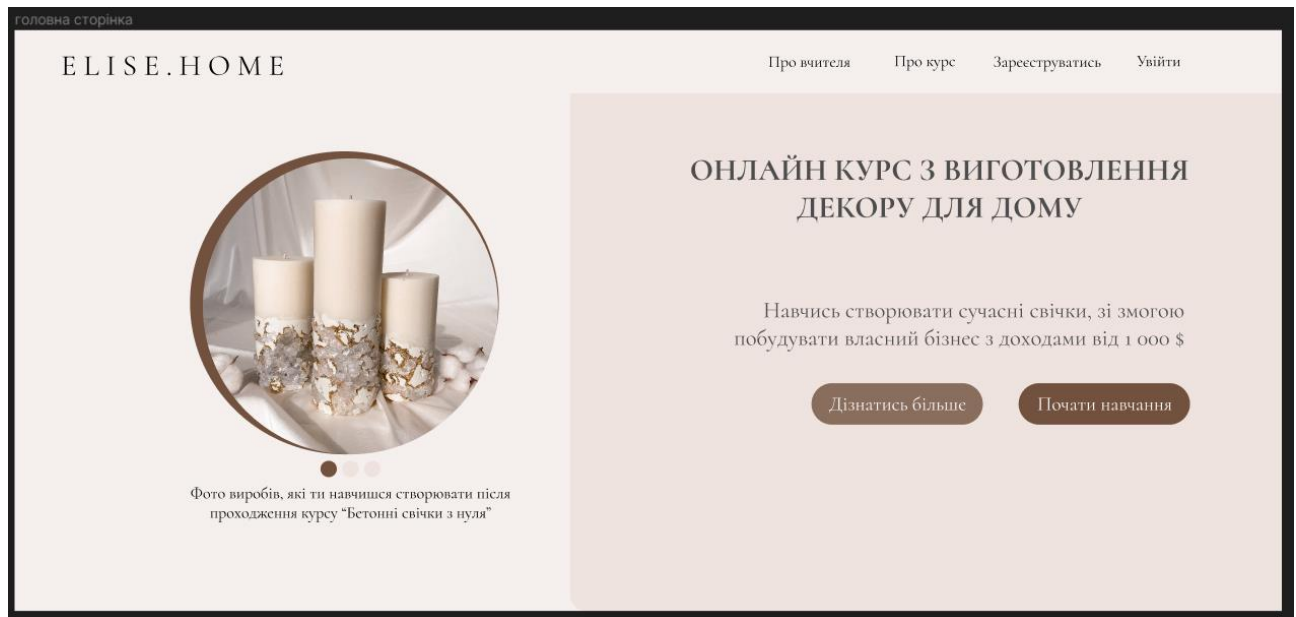 головна сторінка
ELISE.HOME
Про вчителя Про курс Зареєструватись Увійти
ОНЛАЙН КУРС З ВИГОТОВЛЕННЯ
ДЕКОРУ ДЛЯ ДОМУ
Навчись створювати сучасні свічки, зі змогою
побудувати власний бізнес з доходами від 1 000 $
Дізнатись більше Почати навчання
Фото виробів, які ти навчишся створювати після
проходження курсу “Бетонні свічки з нуля”